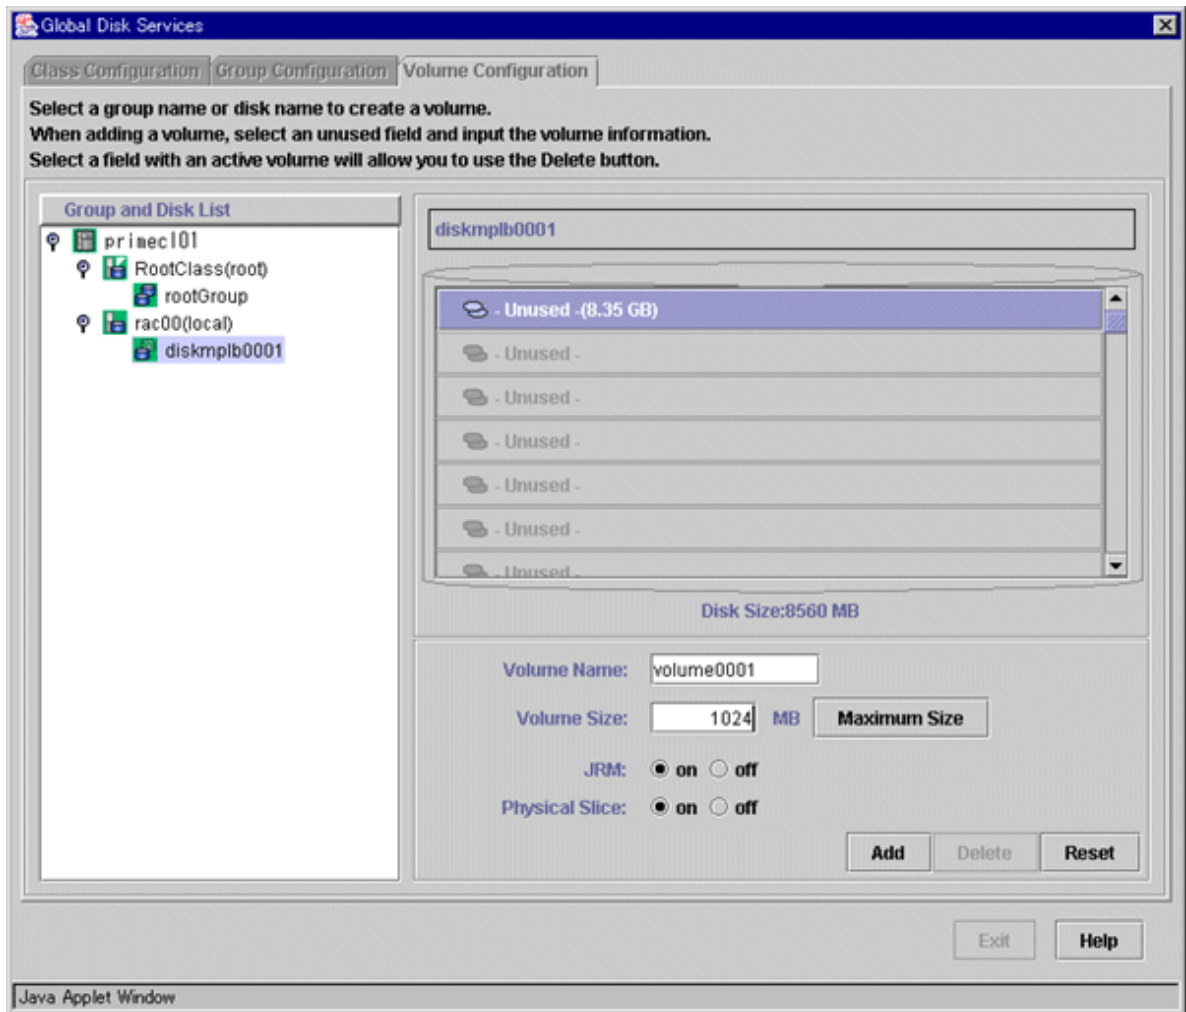 Global Disk Services
Class Configuration Group Configuration Volume Configuration
Select a group name or disk name to create a volume.
When adding a volume, select an unused field and input the volume information.
Select a field with an active volume will allow you to use the Delete button.
Group and Disk List
primecl01
RootClass(root)
rootGroup
rac00(local)
diskmplb0001
diskmplb0001
- Unused -(8.35 GB)
- Unused -
- Unused -
- Unused -
- Unused -
- Unused -
- Unused -
Disk Size:8560 MB
Volume Name: volume0001
Volume Size: 1024 MB Maximum Size
JRM: on off
Physical Slice: on off
Add Delete Reset
Exit Help
Java Applet Window